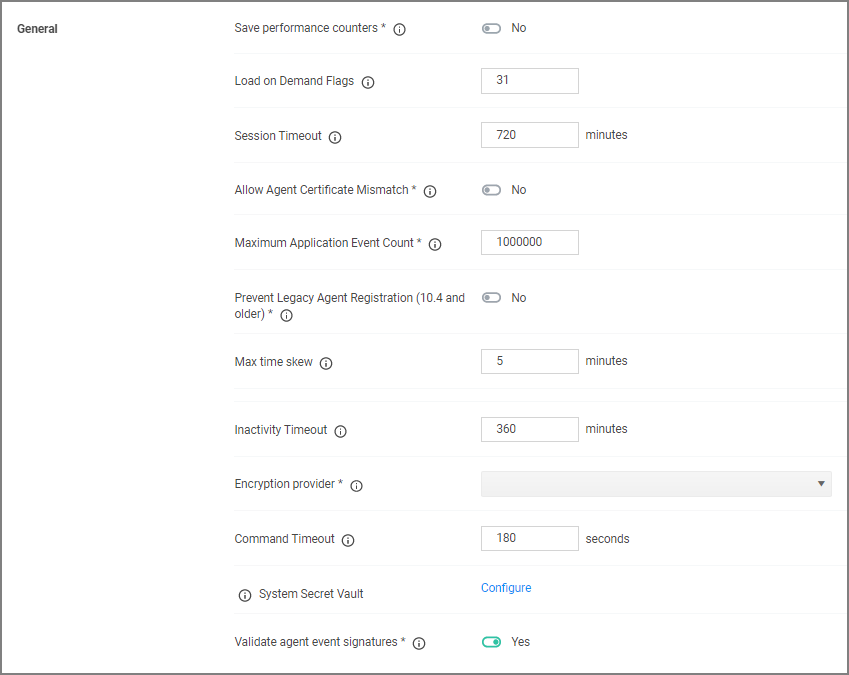 General
Save performance counters *
No
Load on Demand Flags
31
Session Timeout
720
minutes
Allow Agent Certificate Mismatch *
No
Maximum Application Event Count *
1000000
Prevent Legacy Agent Registration (10.4 and
older) *
No
Max time skew
5
minutes
Inactivity Timeout
360
minutes
Encryption provider *
Command Timeout
180
seconds
System Secret Vault
Configure
Validate agent event signatures *
Yes